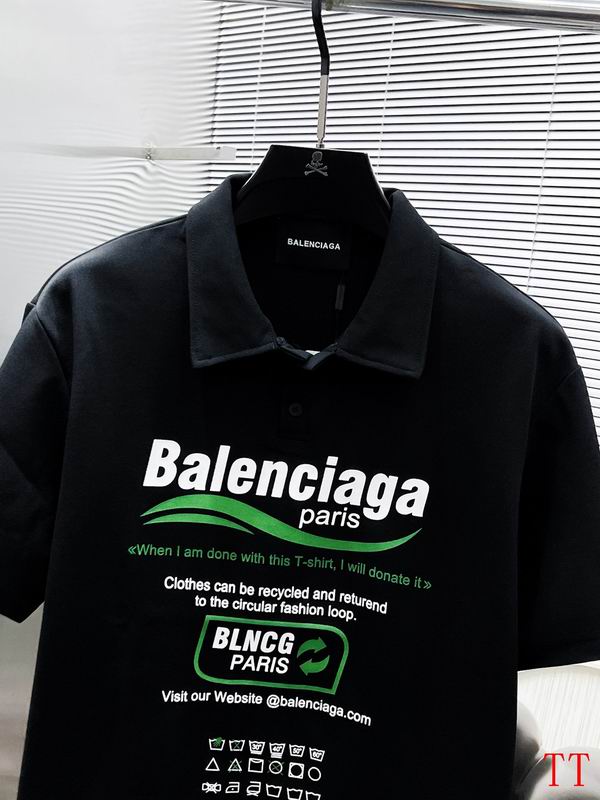 BALENCIAGA
Balenciaga
paris
«When I am done with this T-shirt, I will donate it»
Clothes can be recycled and returend
to the circular fashion loop.
BLNCG
PARIS
Visit our Website @balenciaga.com
TT